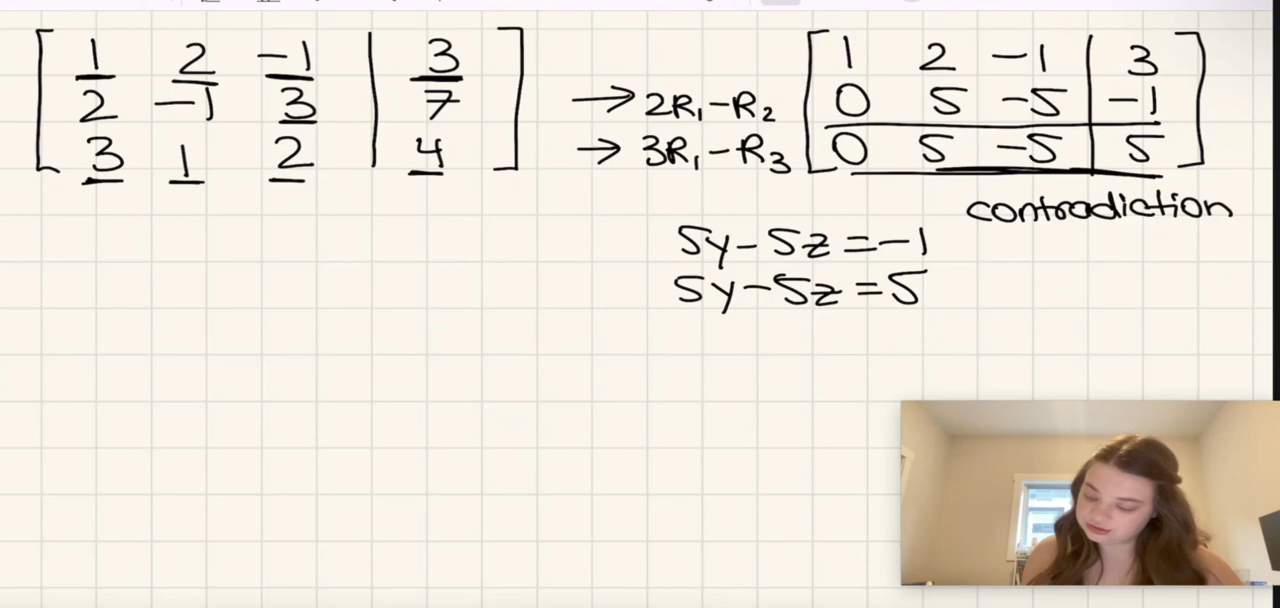 1 2 -1 | 3
2 -1 3 | 7
3 1 2 | 4
→ 2R₁-R₂
→ 3R₁-R₃
1 2 -1 | 3
0 5 -5 | -1
0 5 -5 | 5
contradiction
5y-5z=-1
5y-5z=5